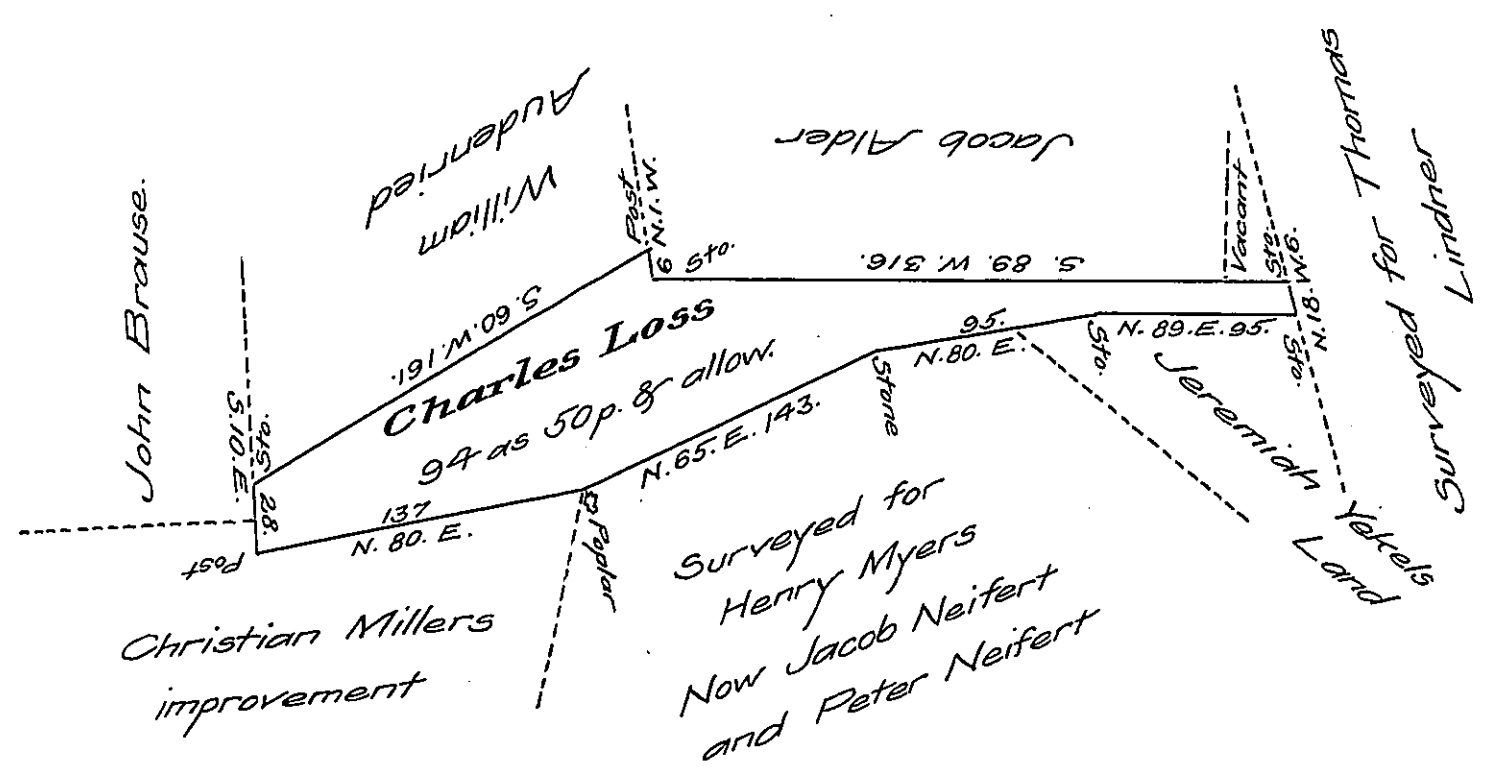 John Brause.
William
Audenried
Jacob Alder
Surveyed for Thomas
Lindner
Vacant
Post
N. 1. W.
9
Sto.
S. 89. W. 316.
Sto.
N. 18. W. 6.
S. 60. W. 161.
S. 10. E.
28.
Sto.
Charles Loss
94 as 50 p. & allow.
95.
N. 80. E.
Sto.
N. 89. E. 95.
Sto.
Stone
N. 65. E. 143.
137
N. 80. E.
Post
Poplar
Jeremiah Yekels
Land
Christian Millers
improvement
Surveyed for
Henry Myers
Now Jacob Neifert
and Peter Neifert